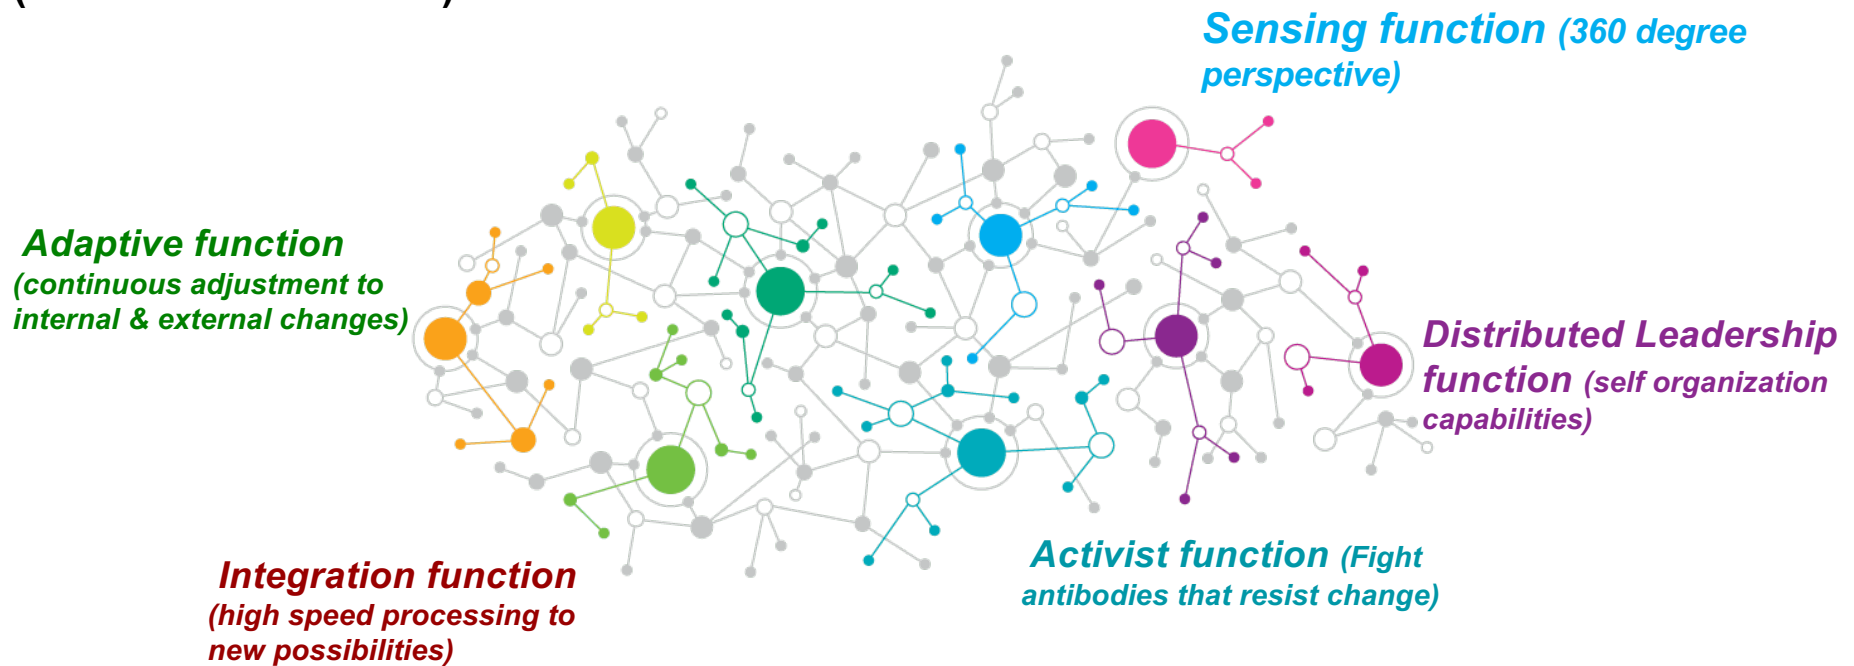 Sensing function (360 degree
perspective)
Adaptive function
(continuous adjustment to
internal & external changes)
Distributed Leadership
function (self organization
capabilities)
Activist function (Fight
antibodies that resist change)
Integration function
(high speed processing to
new possibilities)